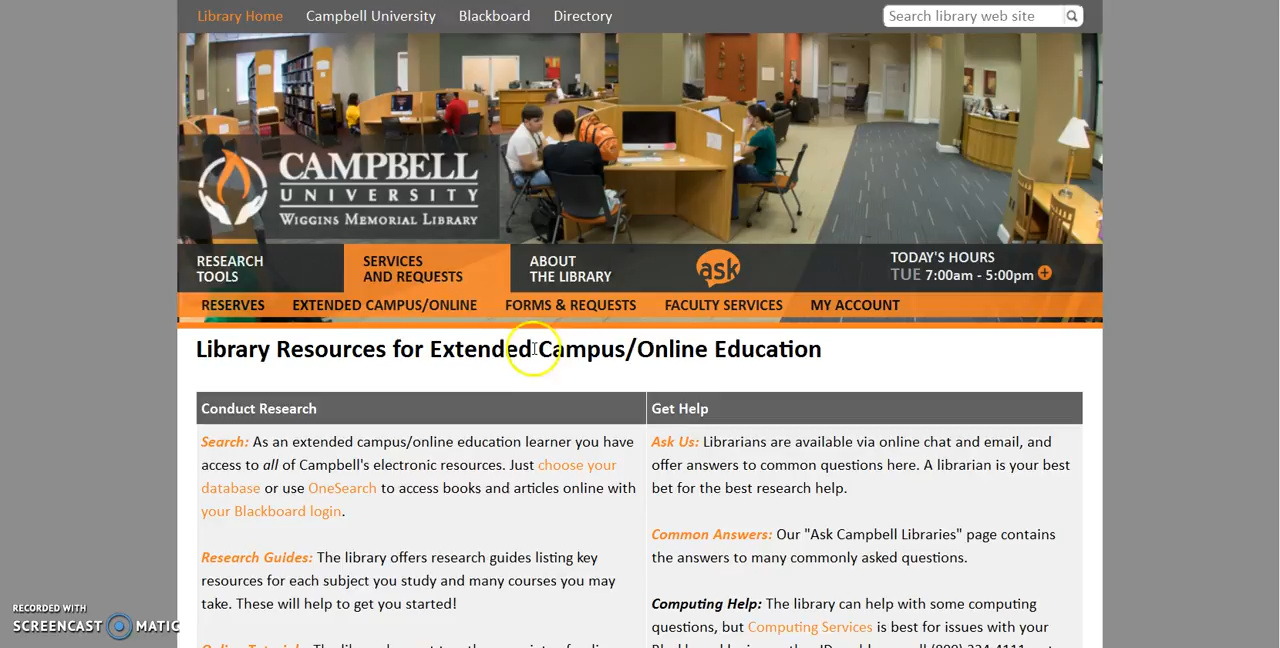 Library Home Campbell University Blackboard Directory Search library web site
CAMPBELL
UNIVERSITY
WIGGINS MEMORIAL LIBRARY
RESEARCH TOOLS
SERVICES AND REQUESTS
ABOUT THE LIBRARY
ask
TODAY'S HOURS
TUE 7:00am - 5:00pm
RESERVES EXTENDED CAMPUS/ONLINE FORMS & REQUESTS FACULTY SERVICES MY ACCOUNT
Library Resources for Extended Campus/Online Education
Conduct Research
Search: As an extended campus/online education learner you have
access to all of Campbell's electronic resources. Just choose your
database or use OneSearch to access books and articles online with
your Blackboard login.
Research Guides: The library offers research guides listing key
resources for each subject you study and many courses you may
take. These will help to get you started!
Get Help
Ask Us: Librarians are available via online chat and email, and
offer answers to common questions here. A librarian is your best
bet for the best research help.
Common Answers: Our "Ask Campbell Libraries" page contains
the answers to many commonly asked questions.
Computing Help: The library can help with some computing
questions, but Computing Services is best for issues with your
RECORDED WITH
SCREENCAST MATIC